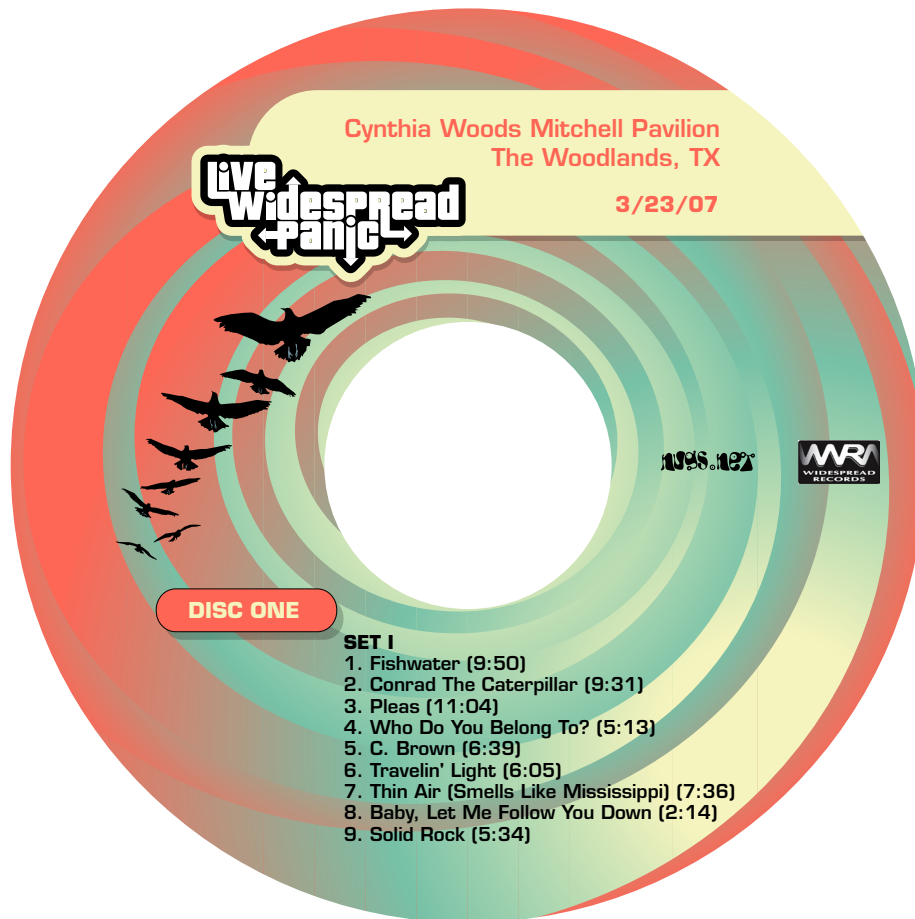 Cynthia Woods Mitchell Pavilion
The Woodlands, TX
3/23/07
Live
Widespread
Panic
nugs.net
WR
WIDESPREAD
RECORDS
DISC ONE
SET I
1. Fishwater (9:50)
2. Conrad The Caterpillar (9:31)
3. Pleas (11:04)
4. Who Do You Belong To? (5:13)
5. C. Brown (6:39)
6. Travelin' Light (6:05)
7. Thin Air (Smells Like Mississippi) (7:36)
8. Baby, Let Me Follow You Down (2:14)
9. Solid Rock (5:34)